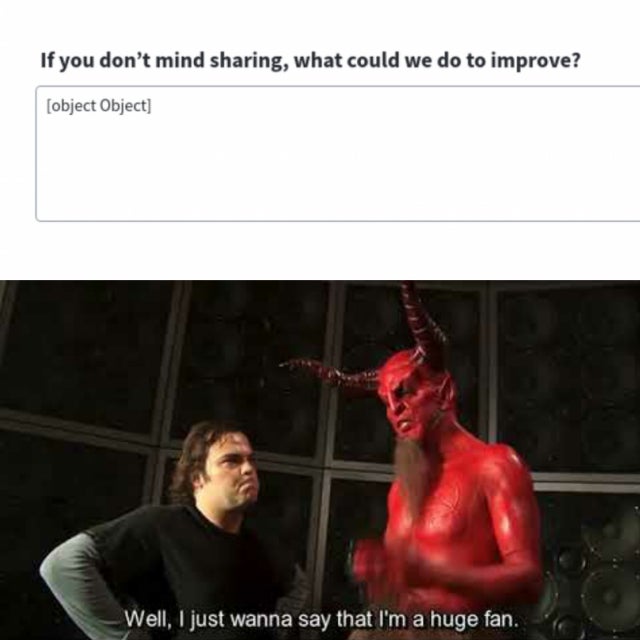 If you don’t mind sharing, what could we do to improve?
[object Object]
Well, I just wanna say that I'm a huge fan.